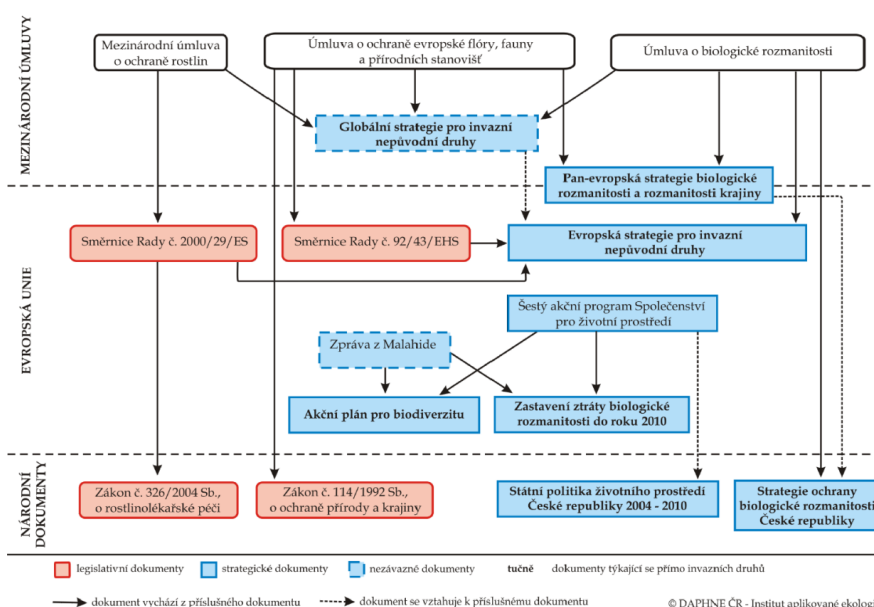 MEZINÁRODNÍ ÚMLUVY
Mezinárodní úmluva
o ochraně rostlin
Úmluva o ochraně evropské flóry, fauny
a přírodních stanovišť
Úmluva o biologické rozmanitosti
Globální strategie pro invazní
nepůvodní druhy
Pan-evropská strategie biologické
rozmanitosti a rozmanitosti krajiny
EVROPSKÁ UNIE
Směrnice Rady č. 2000/29/ES
Směrnice Rady č. 92/43/EHS
Evropská strategie pro invazní
nepůvodní druhy
Šestý akční program Společenství
pro životní prostředí
Zpráva z Malahide
Akční plán pro biodiverzitu
Zastavení ztráty biologické
rozmanitosti do roku 2010
NÁRODNÍ
DOKUMENTY
Zákon č. 326/2004 Sb.,
o rostlinolékařské péči
Zákon č. 114/1992 Sb.,
o ochraně přírody a krajiny
Státní politika životního prostředí
České republiky 2004 - 2010
Strategie ochrany
biologické rozmanitosti
České republiky
legislativní dokumenty
strategické dokumenty
nezávazné dokumenty
tučně dokumenty týkající se přímo invazních druhů
dokument vychází z příslušného dokumentu
dokument se vztahuje k příslušnému dokumentu
© DAPHNE ČR - Institut aplikované ekologi